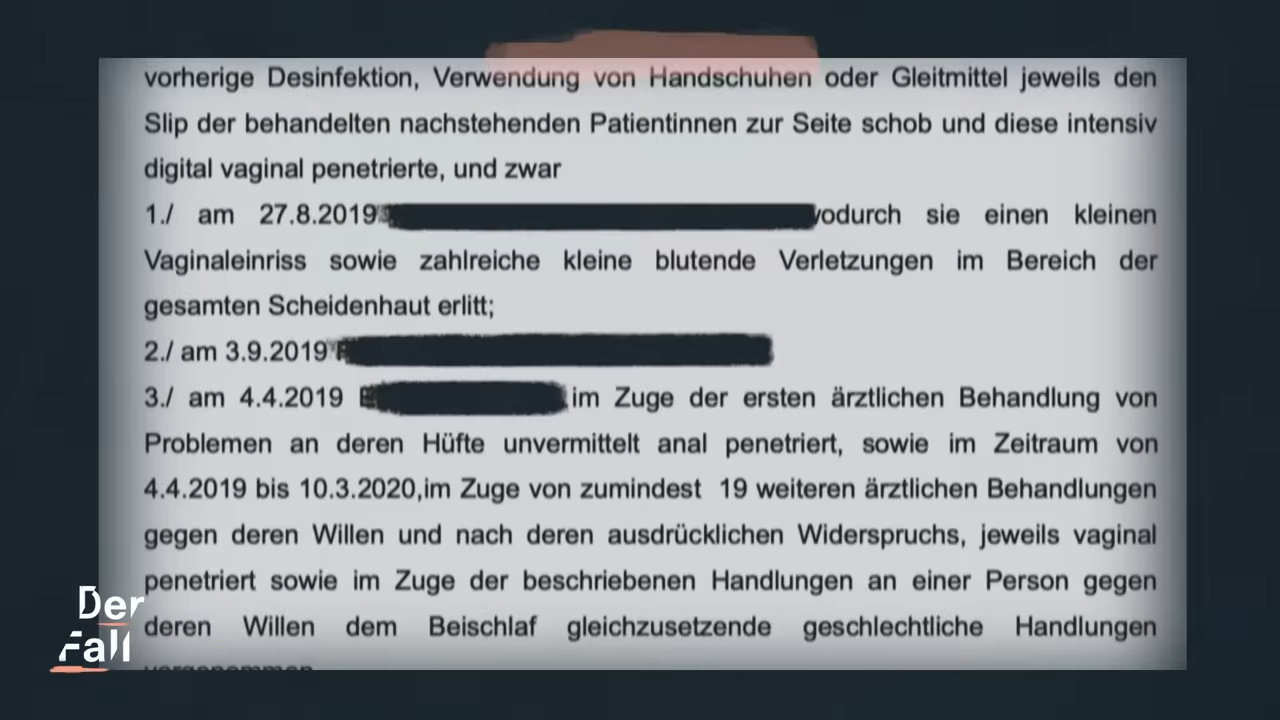 vorherige Desinfektion, Verwendung von Handschuhen oder Gleitmittel jeweils den
Slip der behandelten nachstehenden Patientinnen zur Seite schob und diese intensiv
digital vaginal penetrierte, und zwar
1./ am 27.8.2019 wodurch sie einen kleinen
Vaginaleinriss sowie zahlreiche kleine blutende Verletzungen im Bereich der
gesamten Scheidenhaut erlitt;
2./ am 3.9.2019
3./ am 4.4.2019 im Zuge der ersten ärztlichen Behandlung von
Problemen an deren Hüfte unvermittelt anal penetriert, sowie im Zeitraum von
4.4.2019 bis 10.3.2020,im Zuge von zumindest 19 weiteren ärztlichen Behandlungen
gegen deren Willen und nach deren ausdrücklichen Widerspruchs, jeweils vaginal
penetriert sowie im Zuge der beschriebenen Handlungen an einer Person gegen
deren Willen dem Beischlaf gleichzusetzende geschlechtliche Handlungen
Der
Fall